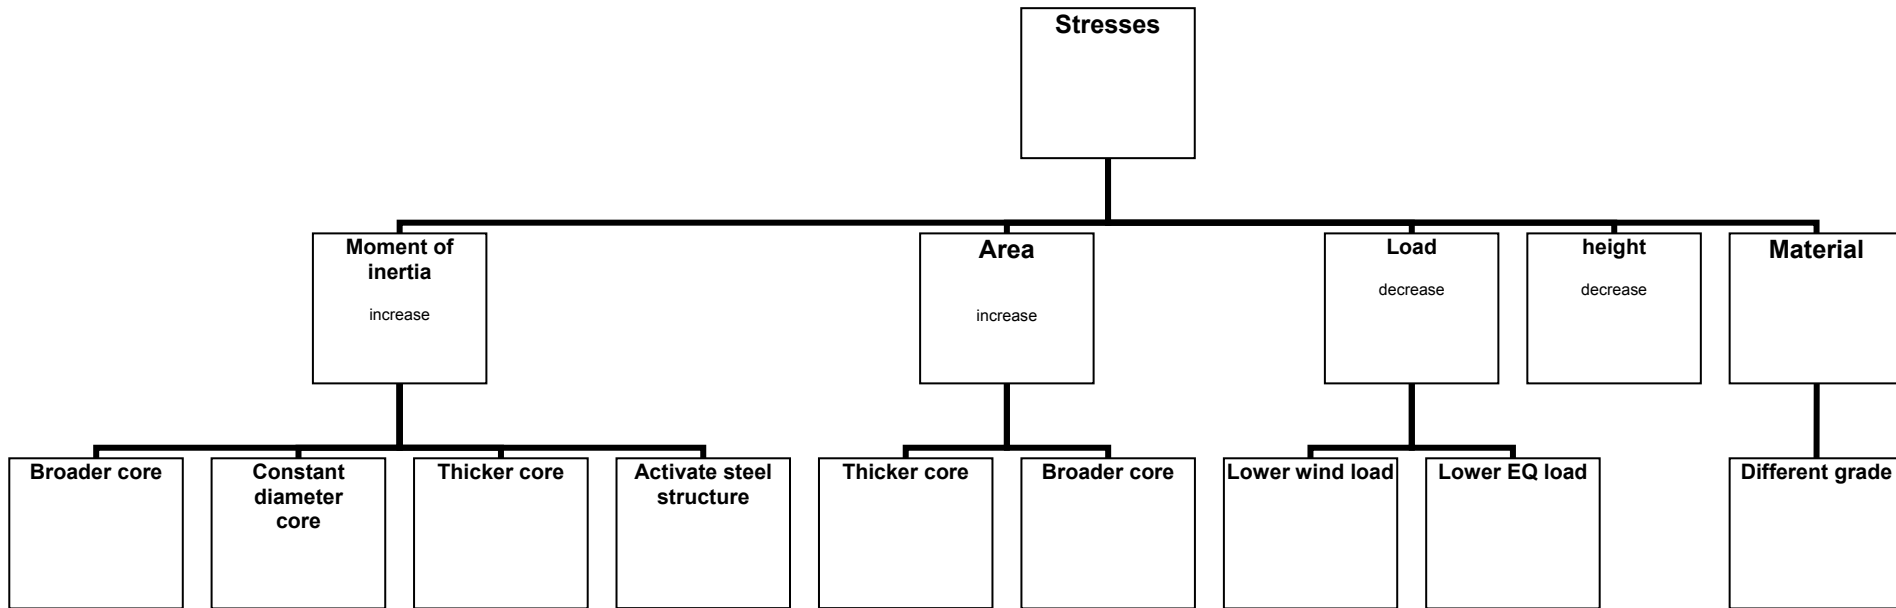 Stresses
Moment of
inertia
increase
Area
increase
Load
decrease
height
decrease
Material
Broader core
Constant
diameter
core
Thicker core
Activate steel
structure
Thicker core
Broader core
Lower wind load
Lower EQ load
Different grade